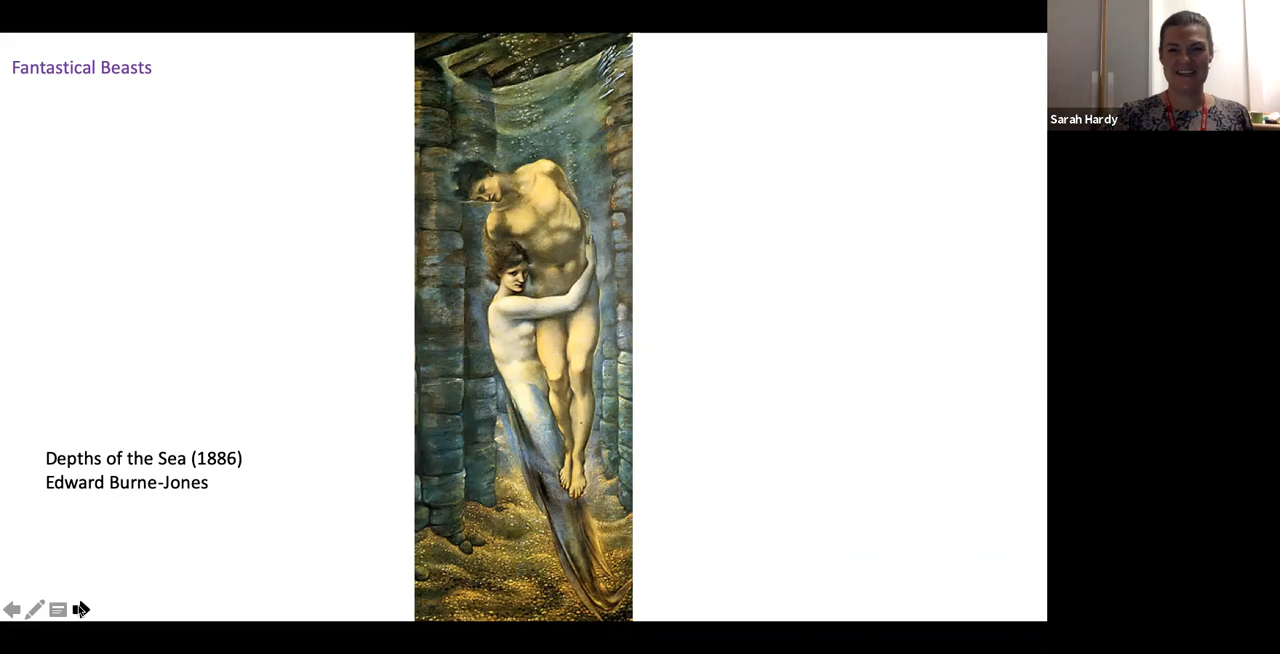 Fantastical Beasts
Sarah Hardy
Depths of the Sea (1886)
Edward Burne-Jones